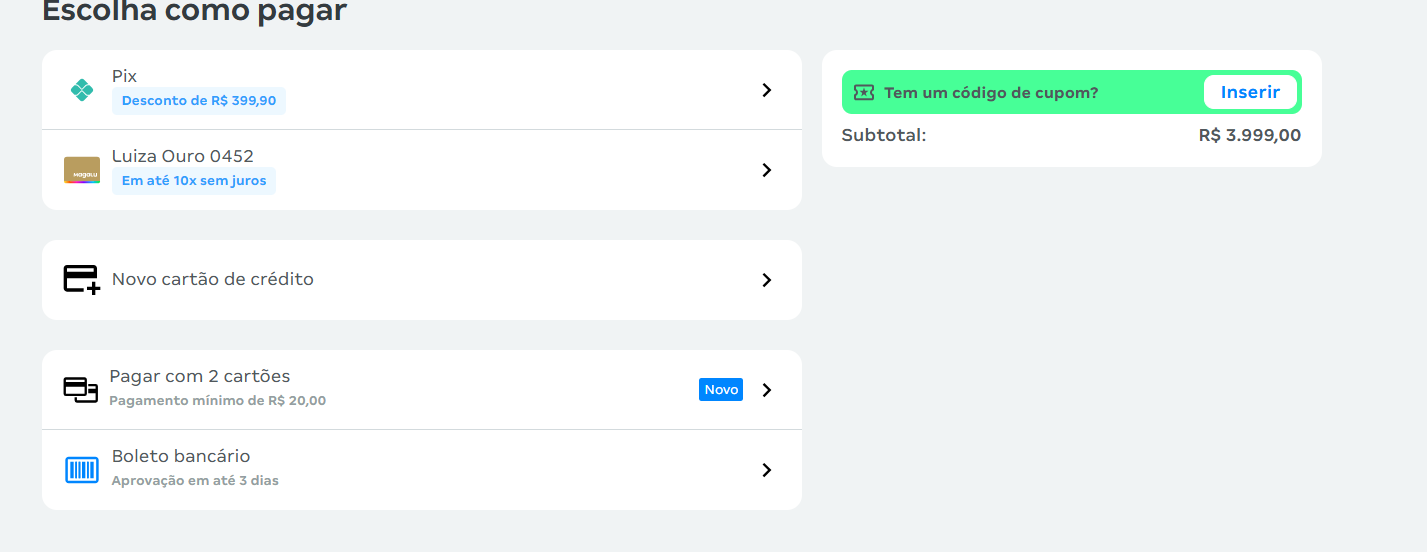 Escolha como pagar
Pix
Desconto de R$ 399,90
Magalu
Luiza Ouro 0452
Em até 10x sem juros
Novo cartão de crédito
Pagar com 2 cartões
Pagamento mínimo de R$ 20,00
Novo
Boleto bancário
Aprovação em até 3 dias
Tem um código de cupom?
Inserir
Subtotal:
R$ 3.999,00